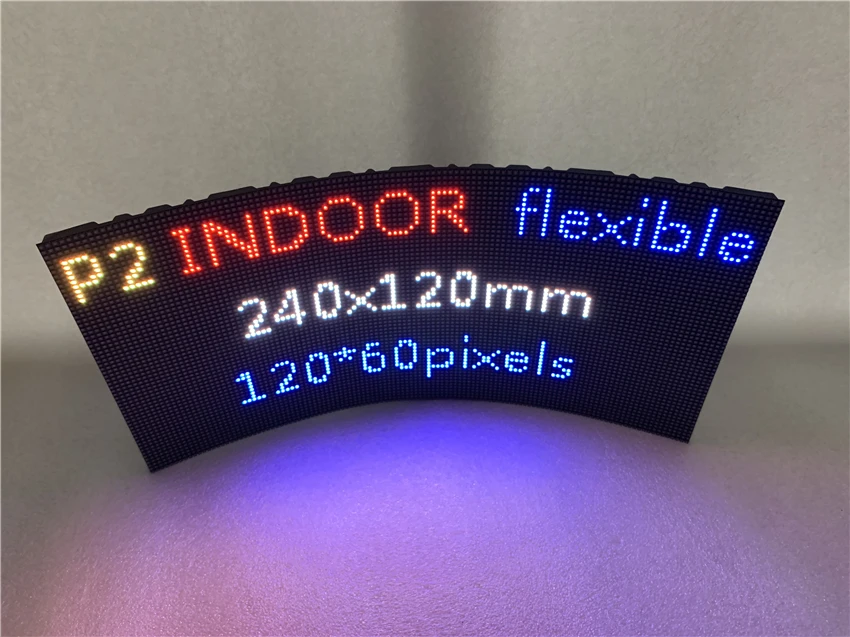 P2 INDOOR flexible
240x120mm
120*60pixels